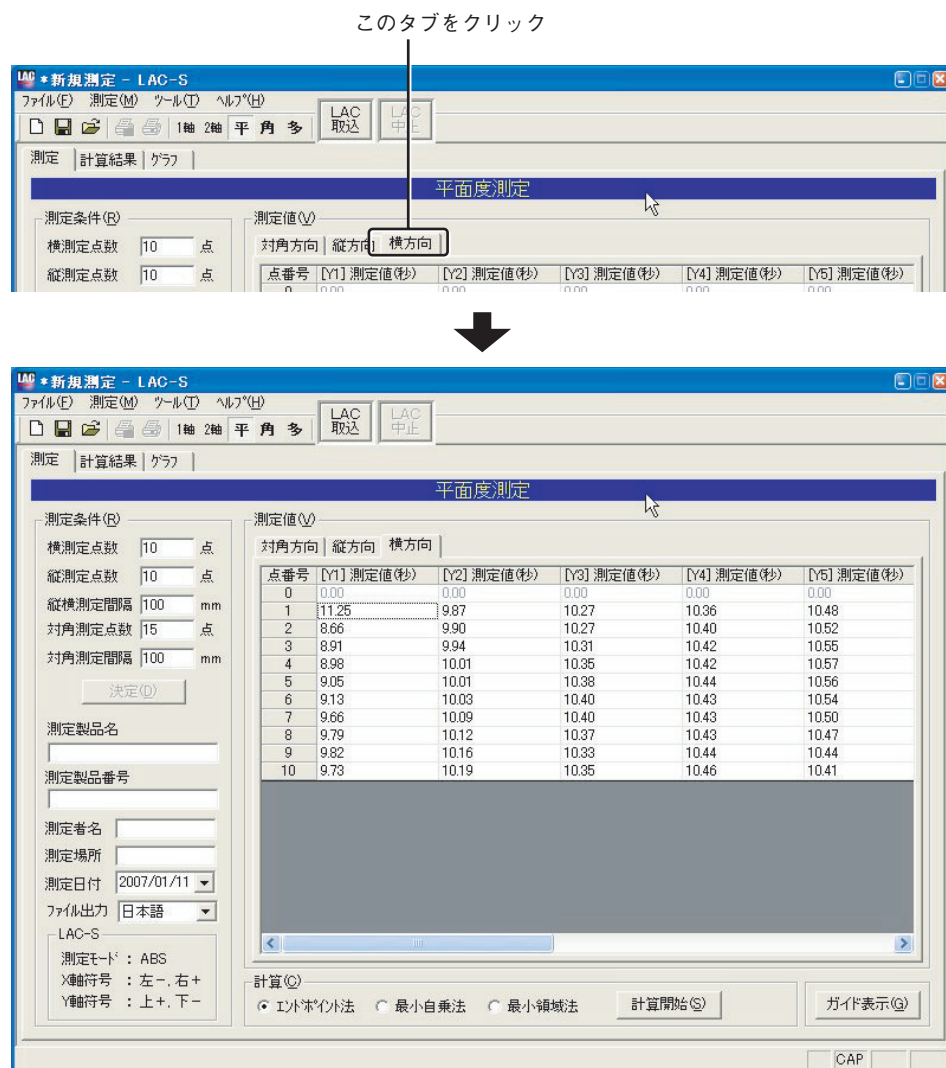 このタブをクリック
*新規測定 - LAC-S
ファイル(F) 測定(M) ツール(T) ヘルプ(H)
1軸 2軸 平 角 多 LAC取込 LAC中止
測定 計算結果 グラフ
平面度測定
測定条件(R) 測定値(V)
横測定点数 10 点 対角方向 縦方向 横方向
縦測定点数 10 点 点番号 [Y1] 測定値(秒) [Y2] 測定値(秒) [Y3] 測定値(秒) [Y4] 測定値(秒) [Y5] 測定値(秒)
0 0.00 0.00 0.00 0.00 0.00
*新規測定 - LAC-S
ファイル(F) 測定(M) ツール(T) ヘルプ(H)
1軸 2軸 平 角 多 LAC取込 LAC中止
測定 計算結果 グラフ
平面度測定
測定条件(R)
横測定点数 10 点
縦測定点数 10 点
縦横測定間隔 100 mm
対角測定点数 15 点
対角測定間隔 100 mm
決定(D)
測定製品名
測定製品番号
測定者名
測定場所
測定日付 2007/01/11
ファイル出力 日本語
LAC-S
測定モード : ABS
X軸符号 : 左-, 右+
Y軸符号 : 上+, 下-
測定値(V)
対角方向 縦方向 横方向
点番号 [Y1] 測定値(秒) [Y2] 測定値(秒) [Y3] 測定値(秒) [Y4] 測定値(秒) [Y5] 測定値(秒)
0 0.00 0.00 0.00 0.00 0.00
1 11.25 9.87 10.27 10.36 10.48
2 8.66 9.90 10.27 10.40 10.52
3 8.91 9.94 10.31 10.42 10.55
4 8.98 10.01 10.35 10.42 10.57
5 9.05 10.01 10.38 10.44 10.56
6 9.13 10.03 10.40 10.43 10.54
7 9.66 10.09 10.40 10.43 10.50
8 9.79 10.12 10.37 10.43 10.47
9 9.82 10.16 10.33 10.44 10.44
10 9.73 10.19 10.35 10.46 10.41
計算(C)
エンドポイント法 最小自乗法 最小領域法 計算開始(S) ガイド表示(G)
CAP